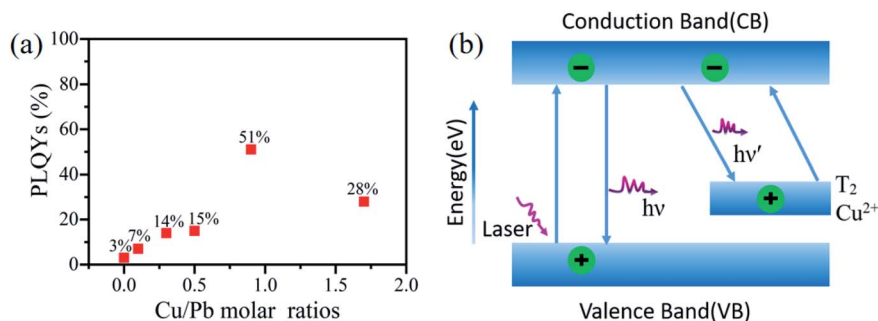 (a)
PLQYs (%)
100
80
60
40
20
0
3%
7%
14%
15%
51%
28%
0.0 0.5 1.0 1.5 2.0
Cu/Pb molar ratios
(b)
Conduction Band(CB)
Energy(eV)
Laser
hν
hν′
T₂
Cu²⁺
Valence Band(VB)